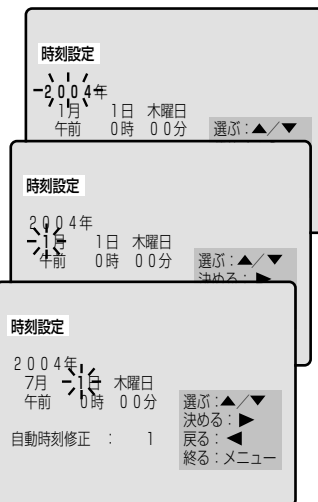 時刻設定
2004年
1月 1日 木曜日
午前 0時 00分 選ぶ:▲/▼
時刻設定
2004年
1月 1日 木曜日
午前 0時 00分 選ぶ:▲/▼
決める:▶
時刻設定
2004年
7月 1日 木曜日
午前 0時 00分 選ぶ:▲/▼
決める:▶
自動時刻修正 : 1 戻る:◀
終る:メニュー